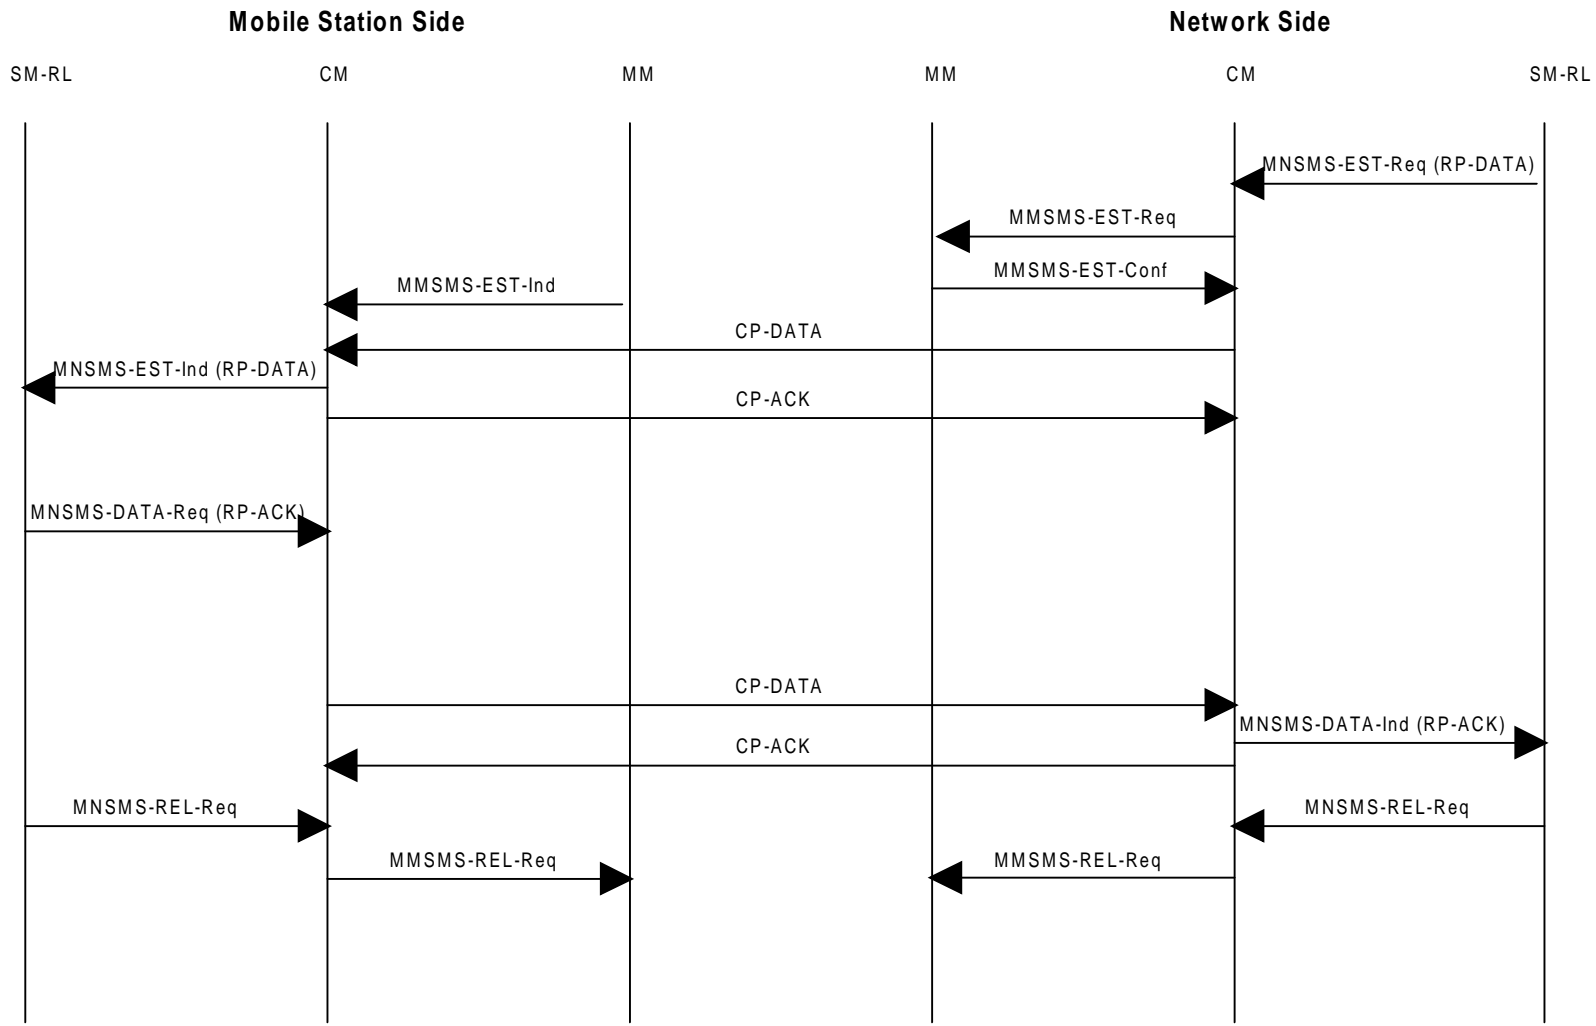 Mobile Station Side
Network Side
SM-RL
CM
MM
MM
CM
SM-RL
MNSMS-EST-Req (RP-DATA)
MMSMS-EST-Req
MMSMS-EST-Conf
MMSMS-EST-Ind
CP-DATA
MNSMS-EST-Ind (RP-DATA)
CP-ACK
MNSMS-DATA-Req (RP-ACK)
CP-DATA
MNSMS-DATA-Ind (RP-ACK)
CP-ACK
MNSMS-REL-Req
MNSMS-REL-Req
MMSMS-REL-Req
MMSMS-REL-Req